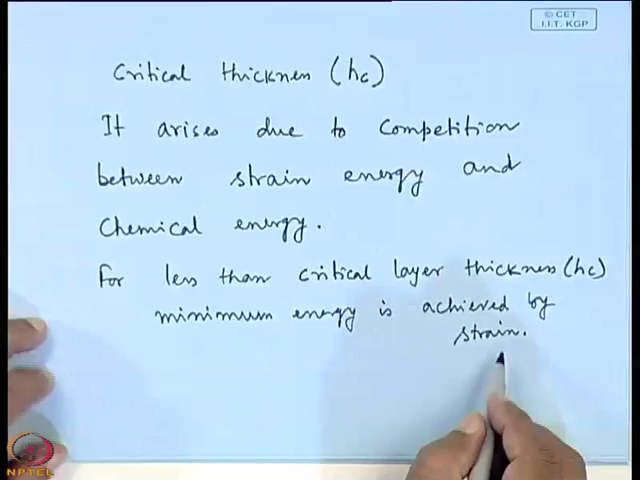 © CET
I.I.T. KGP
Critical thickness (hc)
It arises due to competition
between strain energy and
chemical energy.
For less than critical layer thickness (hc)
minimum energy is achieved by
strain.
NPTEL